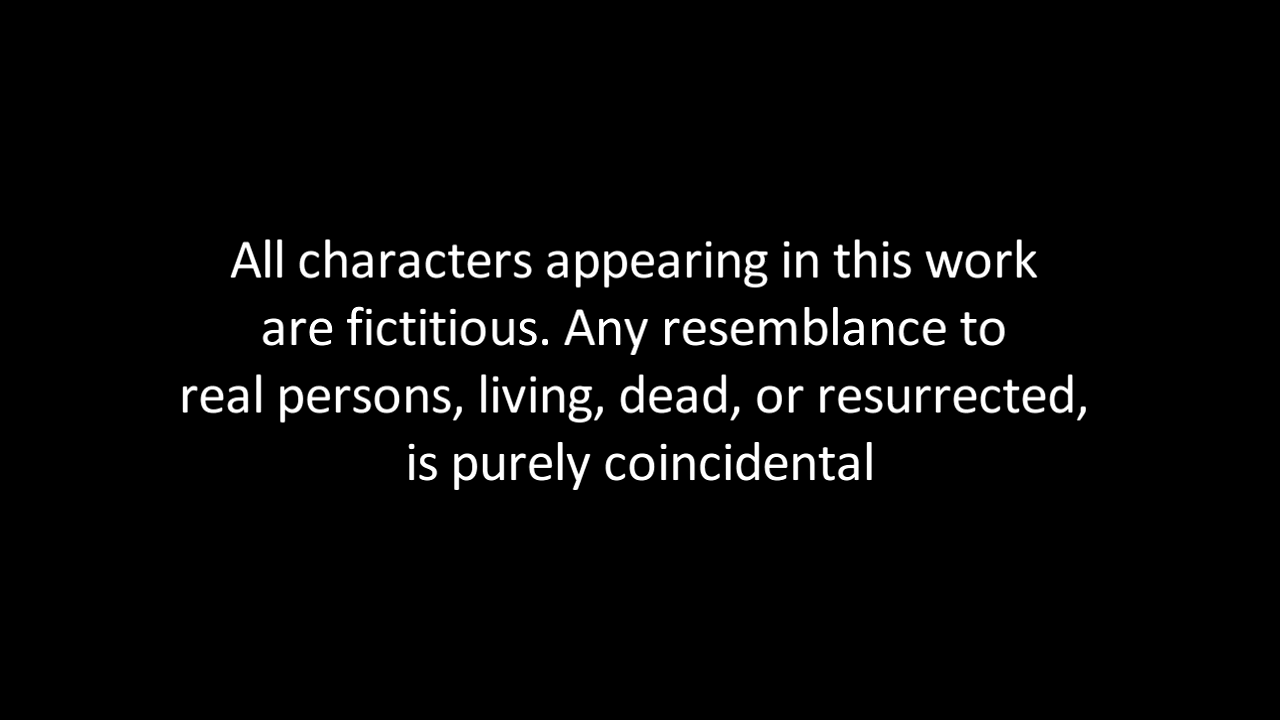 All characters appearing in this work
are fictitious. Any resemblance to
real persons, living, dead, or resurrected,
is purely coincidental